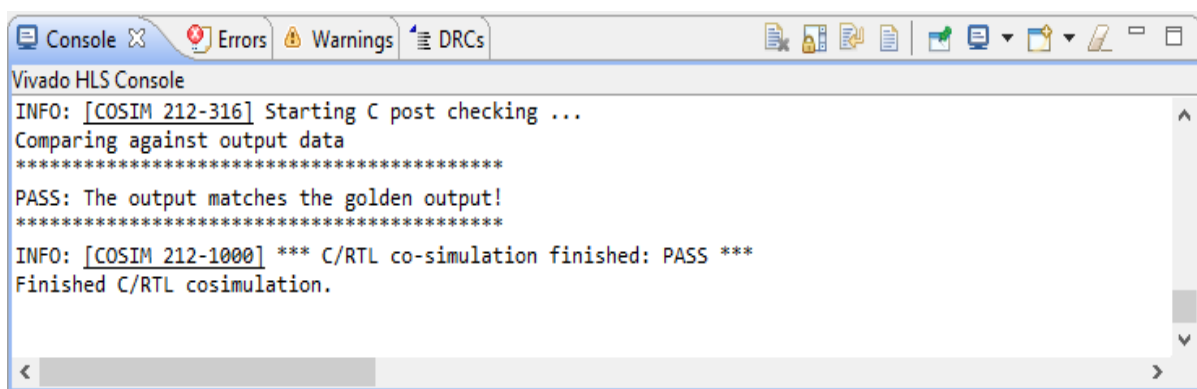 Console Errors Warnings DRCs
Vivado HLS Console
INFO: [COSIM 212-316] Starting C post checking ...
Comparing against output data
*******************************************
PASS: The output matches the golden output!
*******************************************
INFO: [COSIM 212-1000] *** C/RTL co-simulation finished: PASS ***
Finished C/RTL cosimulation.